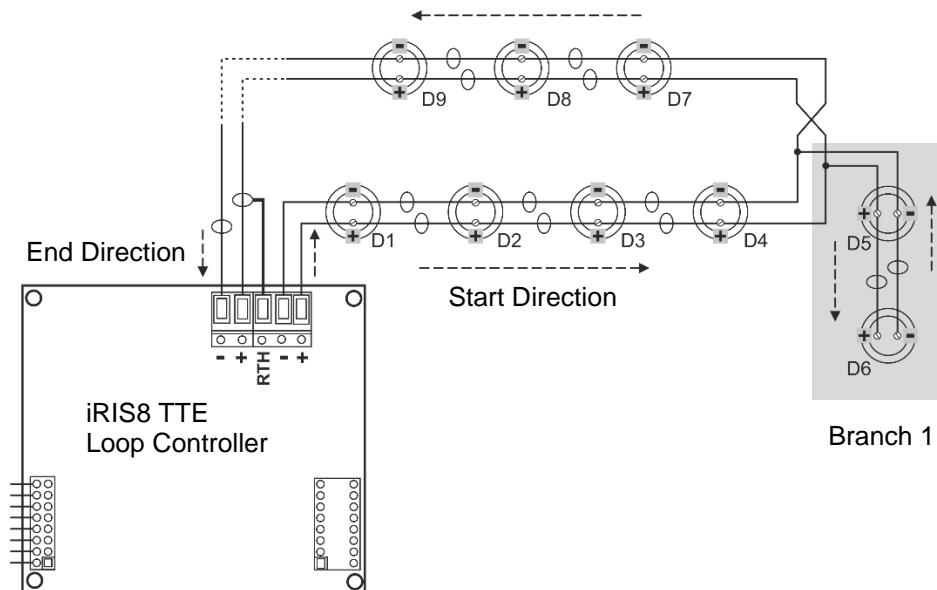 - - -
D9 D8 D7
+ + +
- - - -
D1 D2 D3 D4
+ + + +
+ -
D5
End Direction
Start Direction
+ -
D6
- + RTH - +
iRIS8 TTE
Loop Controller
Branch 1